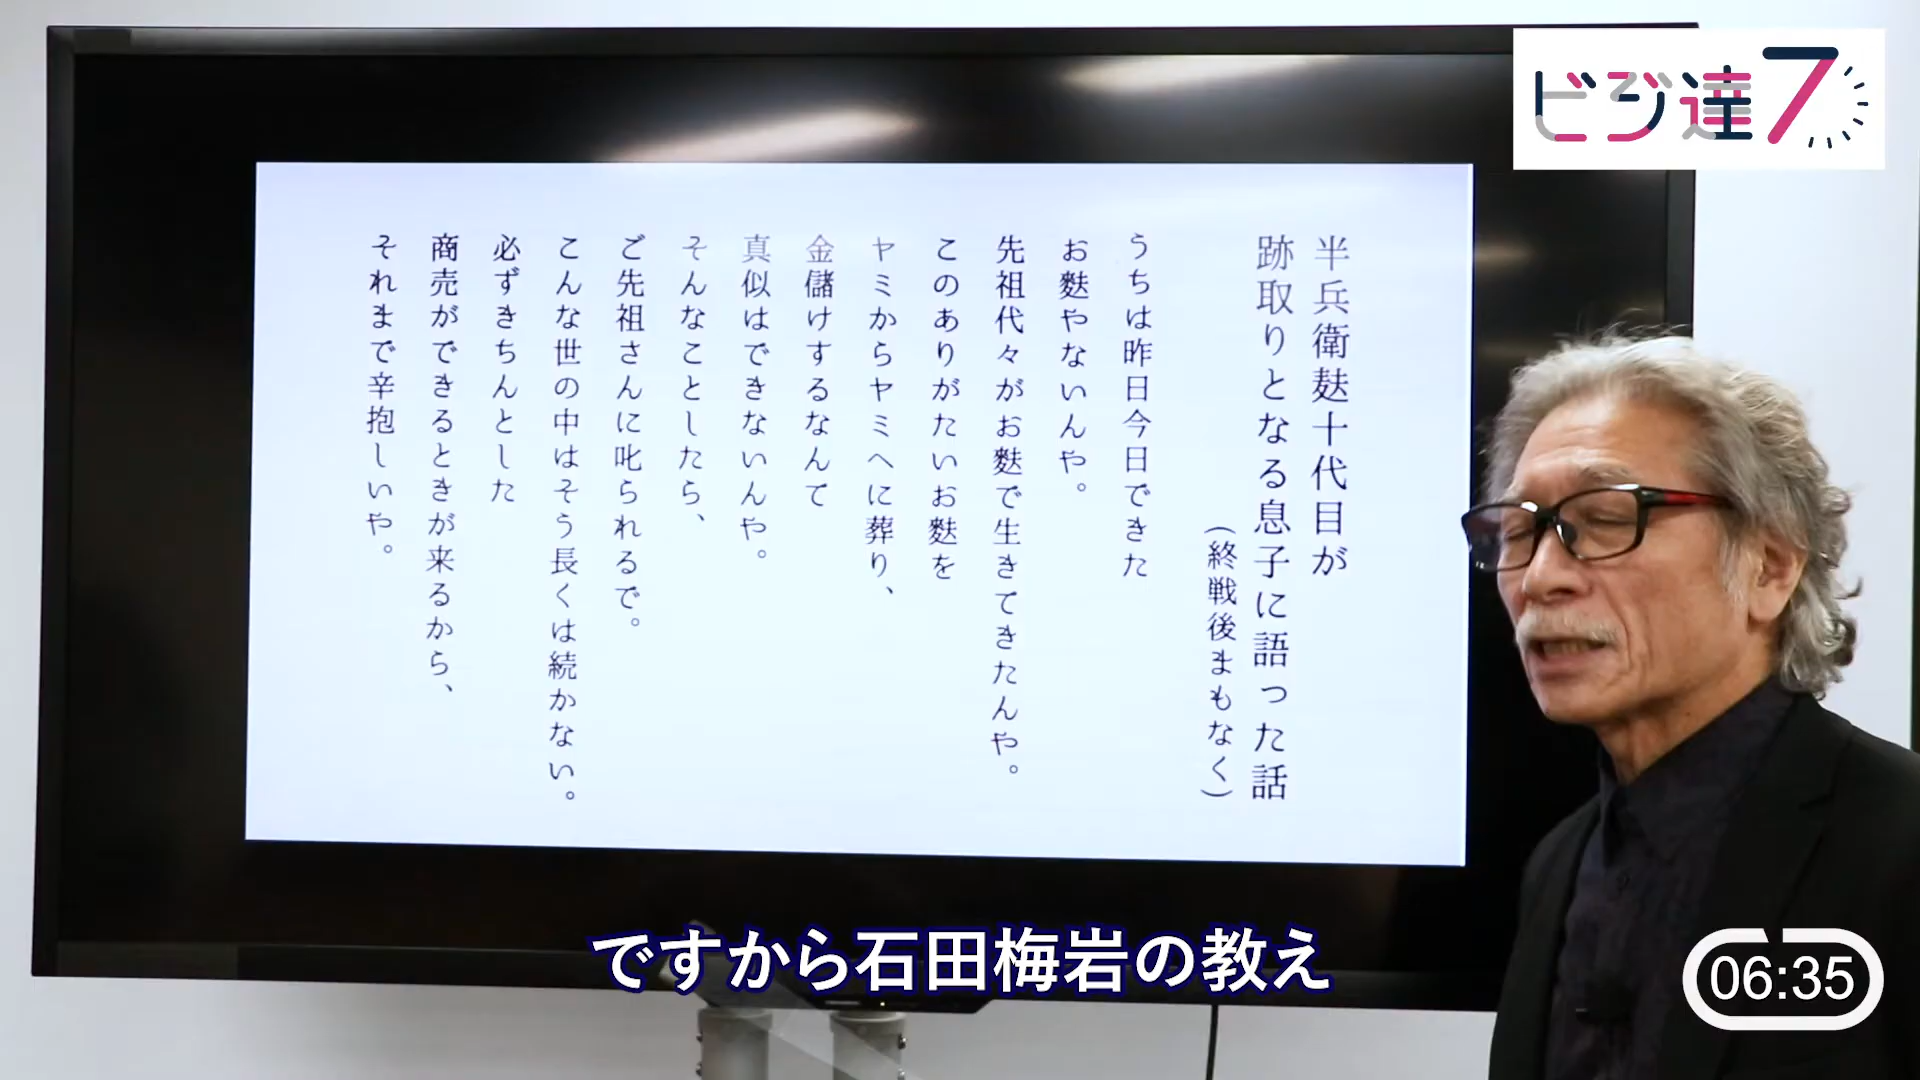 ビジ達7
半兵衛麸十代目が
跡取りとなる息子に語った話
（終戦後まもなく）
うちは昨日今日できた
お麩やないんや。
先祖代々がお麩で生きてきたんや。
このありがたいお麩を
ヤミからヤミへに葬り、
金儲けするなんて
真似はできないんや。
そんなことしたら、
ご先祖さんに叱られるで。
こんな世の中はそう長くは続かない。
必ずきちんとした
商売ができるときが来るから、
それまで辛抱しいや。
ですから石田梅岩の教え
06:35